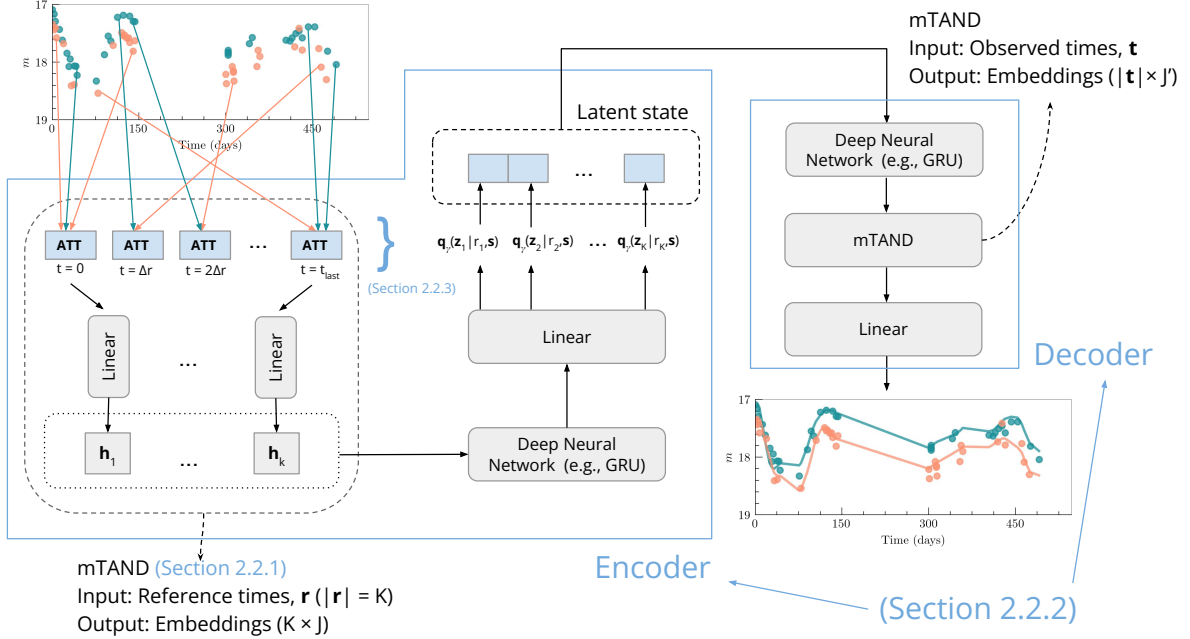 17
18
19
m
0
150
300
450
Time (days)
mTAND
Input: Observed times, t
Output: Embeddings (|t|× J')
Latent state
...
Deep Neural
Network (e.g., GRU)
mTAND
Linear
ATT
ATT
ATT
...
ATT
t = 0
t = Δr
t = 2Δr
t = t_last
}
(Section 2.2.3)
q_γ(z_1|r_1,s)
q_γ(z_2|r_2,s)
...
q_γ(z_K|r_K,s)
Linear
Linear
...
Linear
h_1
...
h_k
Deep Neural
Network (e.g., GRU)
Decoder
17
18
19
m
0
150
300
450
Time (days)
mTAND (Section 2.2.1)
Input: Reference times, r (|r| = K)
Output: Embeddings (K × J)
Encoder
(Section 2.2.2)